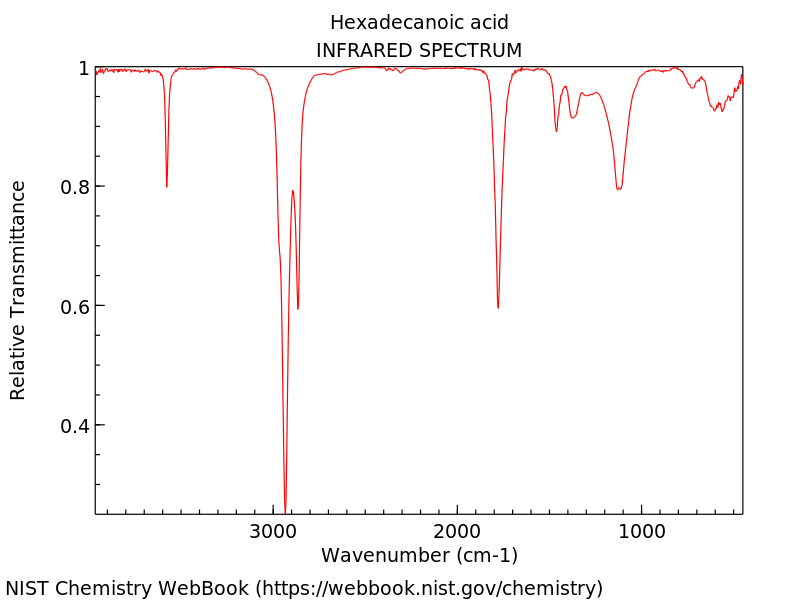 Hexadecanoic acid
INFRARED SPECTRUM
1
0.8
0.6
0.4
Relative Transmittance
3000 2000 1000
Wavenumber (cm-1)
NIST Chemistry WebBook (https://webbook.nist.gov/chemistry)